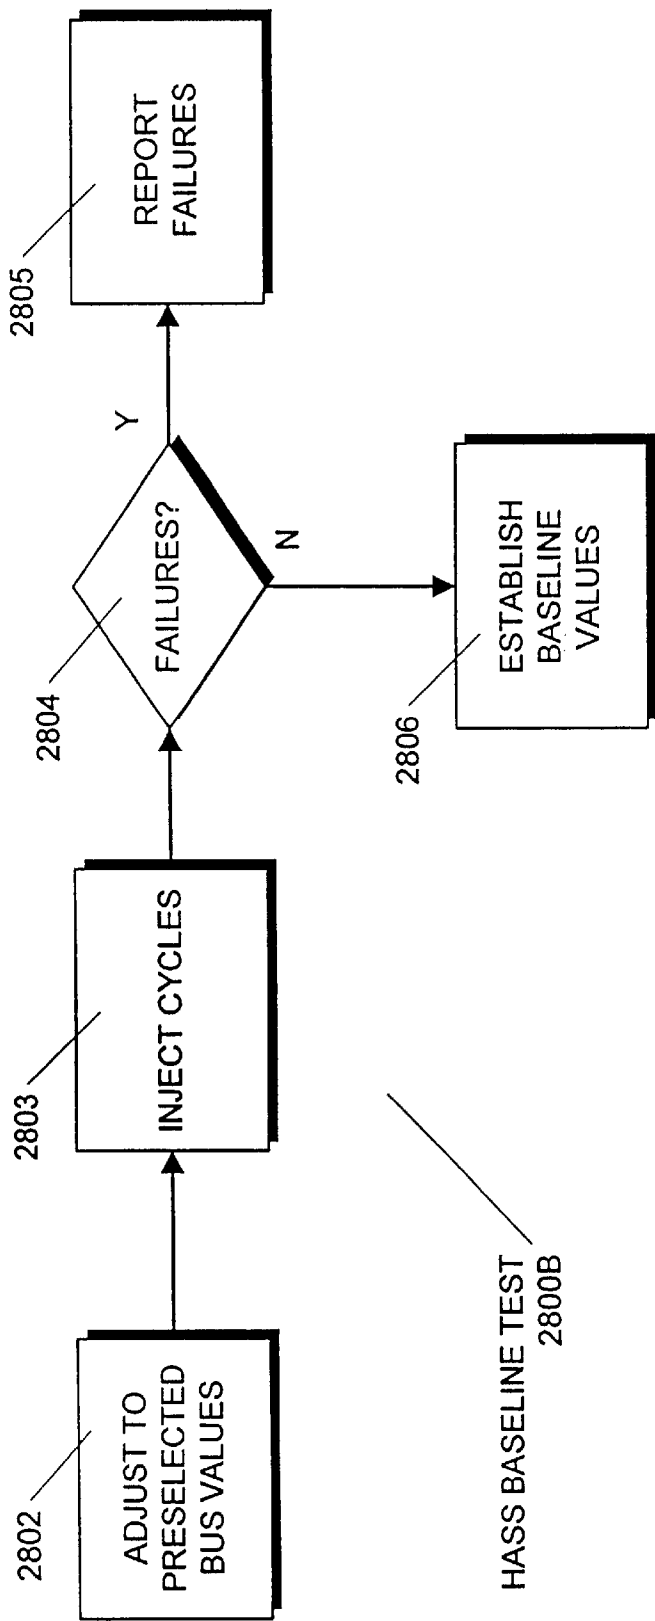 2802
ADJUST TO
PRESELECTED
BUS VALUES
2803
INJECT CYCLES
2804
FAILURES?
Y
2805
REPORT
FAILURES
N
2806
ESTABLISH
BASELINE
VALUES
HASS BASELINE TEST
2800B